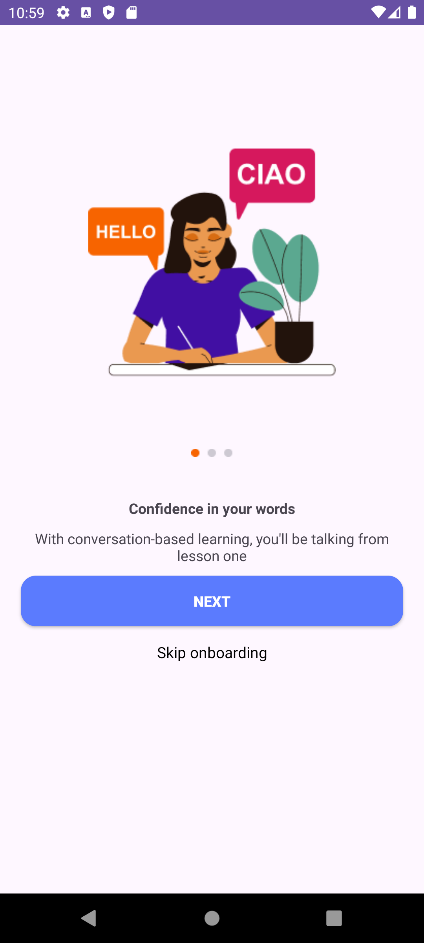 10:59
CIAO
HELLO
Confidence in your words
With conversation-based learning, you'll be talking from
lesson one
NEXT
Skip onboarding